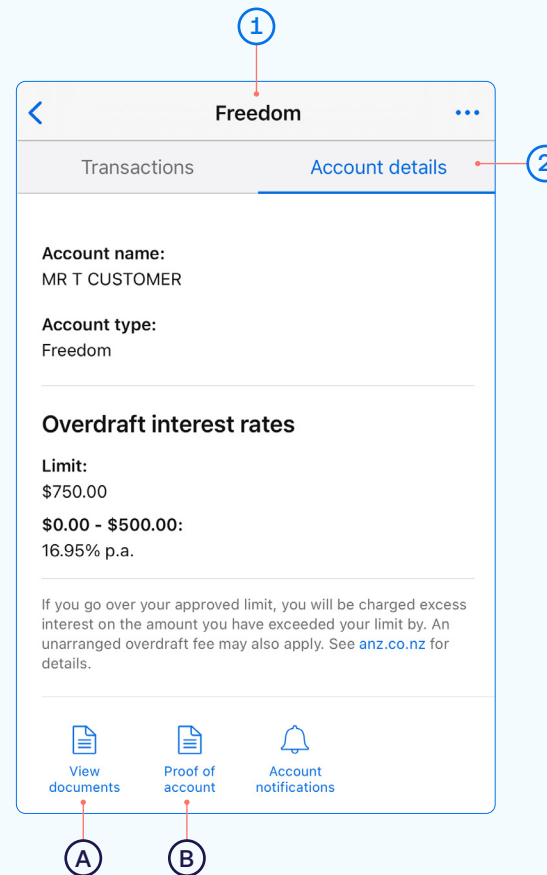 1
Freedom
Transactions Account details
2
Account name:
MR T CUSTOMER
Account type:
Freedom
Overdraft interest rates
Limit:
$750.00
$0.00 - $500.00:
16.95% p.a.
If you go over your approved limit, you will be charged excess
interest on the amount you have exceeded your limit by. An
unarranged overdraft fee may also apply. See anz.co.nz for
details.
View documents
Proof of account
Account notifications
A
B